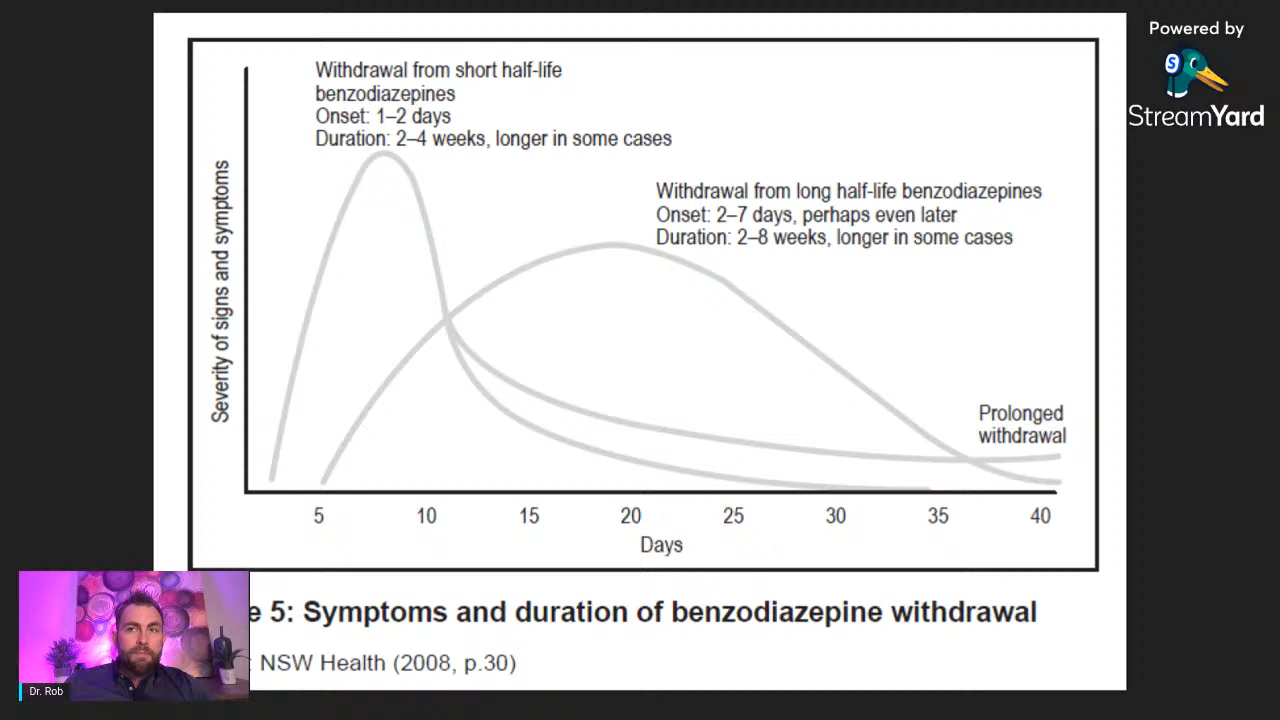 Powered by
StreamYard
Withdrawal from short half-life
benzodiazepines
Onset: 1–2 days
Duration: 2–4 weeks, longer in some cases
Withdrawal from long half-life benzodiazepines
Onset: 2–7 days, perhaps even later
Duration: 2–8 weeks, longer in some cases
Severity of signs and symptoms
Prolonged
withdrawal
5 10 15 20 25 30 35 40
Days
e 5: Symptoms and duration of benzodiazepine withdrawal
: NSW Health (2008, p.30)
Dr. Rob